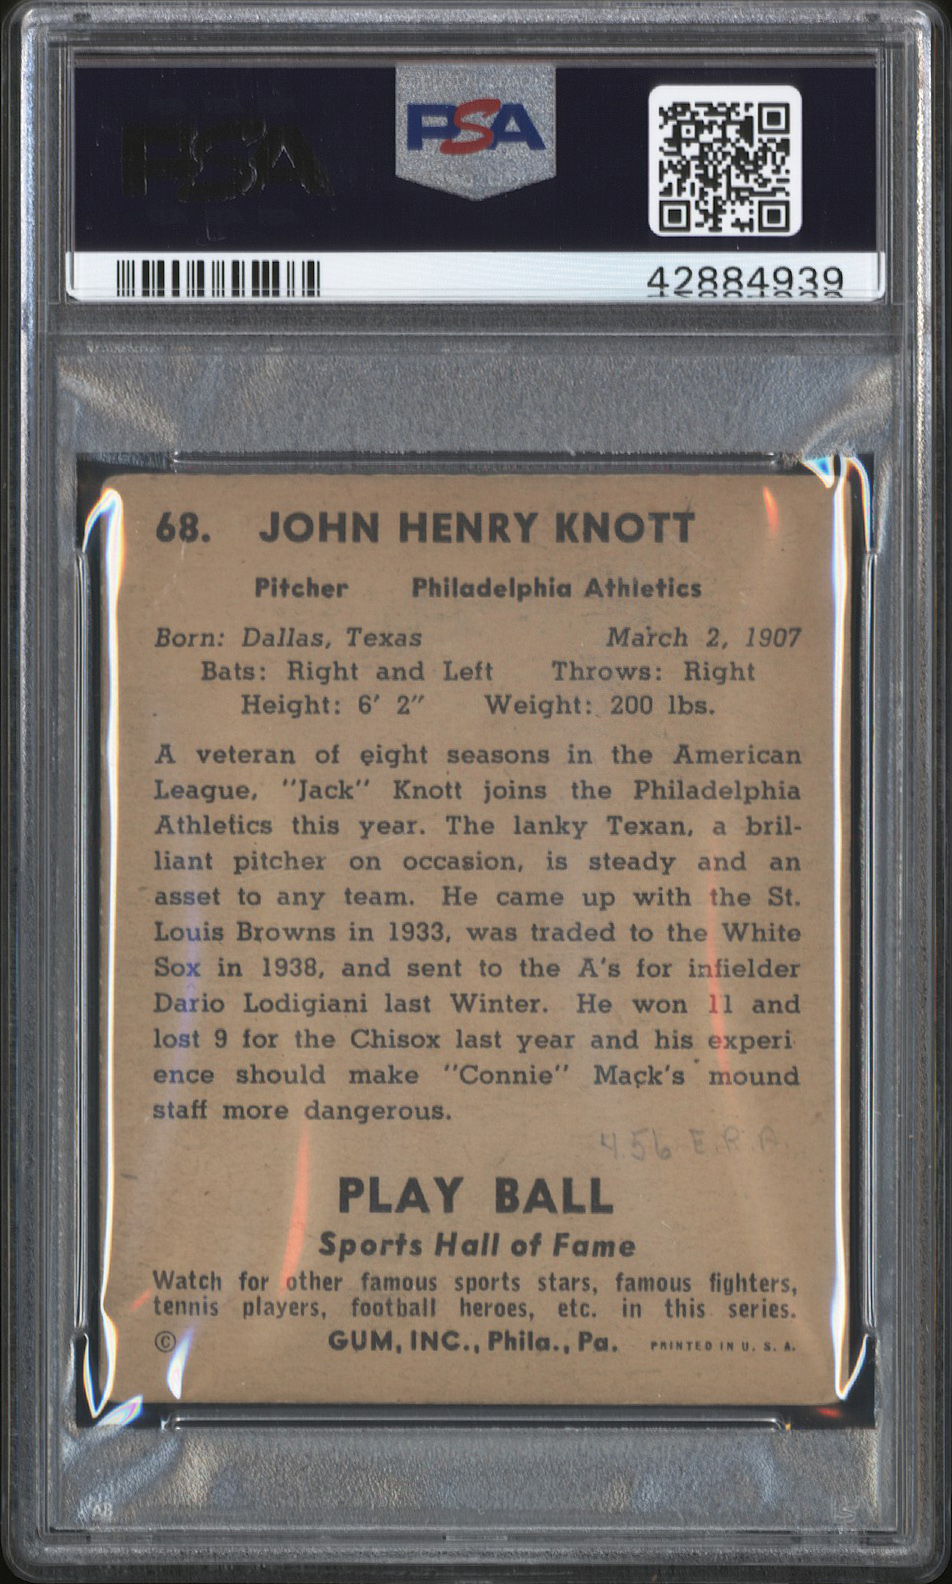 PSA
PSA
42884939
68. JOHN HENRY KNOTT
Pitcher Philadelphia Athletics
Born: Dallas, Texas March 2, 1907
Bats: Right and Left Throws: Right
Height: 6' 2" Weight: 200 lbs.
A veteran of eight seasons in the American
League, "Jack" Knott joins the Philadelphia
Athletics this year. The lanky Texan, a bril-
liant pitcher on occasion, is steady and an
asset to any team. He came up with the St.
Louis Browns in 1933, was traded to the White
Sox in 1938, and sent to the A's for infielder
Dario Lodigiani last Winter. He won 11 and
lost 9 for the Chisox last year and his experi
ence should make "Connie" Mack's mound
staff more dangerous.
4.56 E.R.A.
PLAY BALL
Sports Hall of Fame
Watch for other famous sports stars, famous fighters,
tennis players, football heroes, etc. in this series.
© GUM, INC., Phila., Pa. PRINTED IN U. S. A.